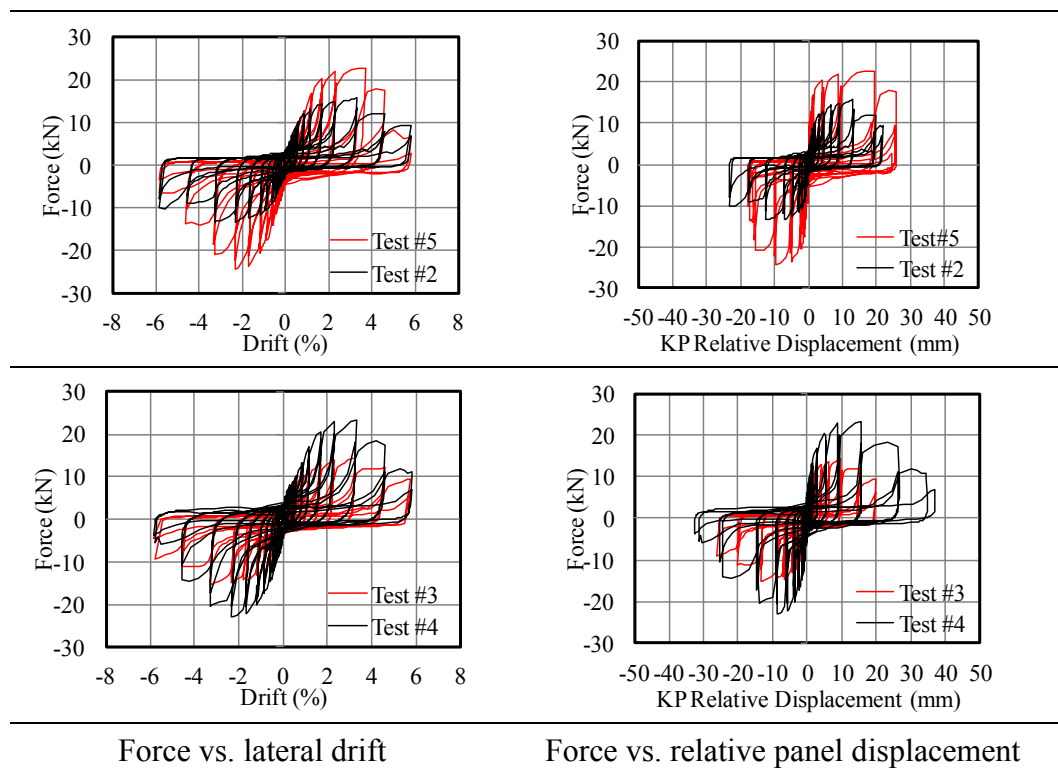 30
20
10
0
-10
-20
-30
Force (kN)
Test #5
Test #2
-8 -6 -4 -2 0 2 4 6 8
Drift (%)
30
20
10
0
-10
-20
-30
Force (kN)
Test#5
Test #2
-50 -40 -30 -20 -10 0 10 20 30 40 50
KP Relative Displacement (mm)
30
20
10
0
-10
-20
-30
Force (kN)
Test #3
Test #4
-8 -6 -4 -2 0 2 4 6 8
Drift (%)
30
20
10
0
-10
-20
-30
Force (kN)
Test #3
Test #4
-50 -40 -30 -20 -10 0 10 20 30 40 50
KP Relative Displacement (mm)
Force vs. lateral drift
Force vs. relative panel displacement